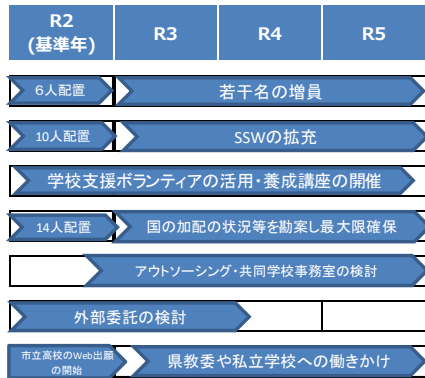 R2
(基準年)
R3
R4
R5
6人配置
若干名の増員
10人配置
SSWの拡充
学校支援ボランティアの活用・養成講座の開催
14人配置
国の加配の状況等を勘案し最大限確保
アウトソーシング・共同学校事務室の検討
外部委託の検討
市立高校のWeb出願
の開始
県教委や私立学校への働きかけ